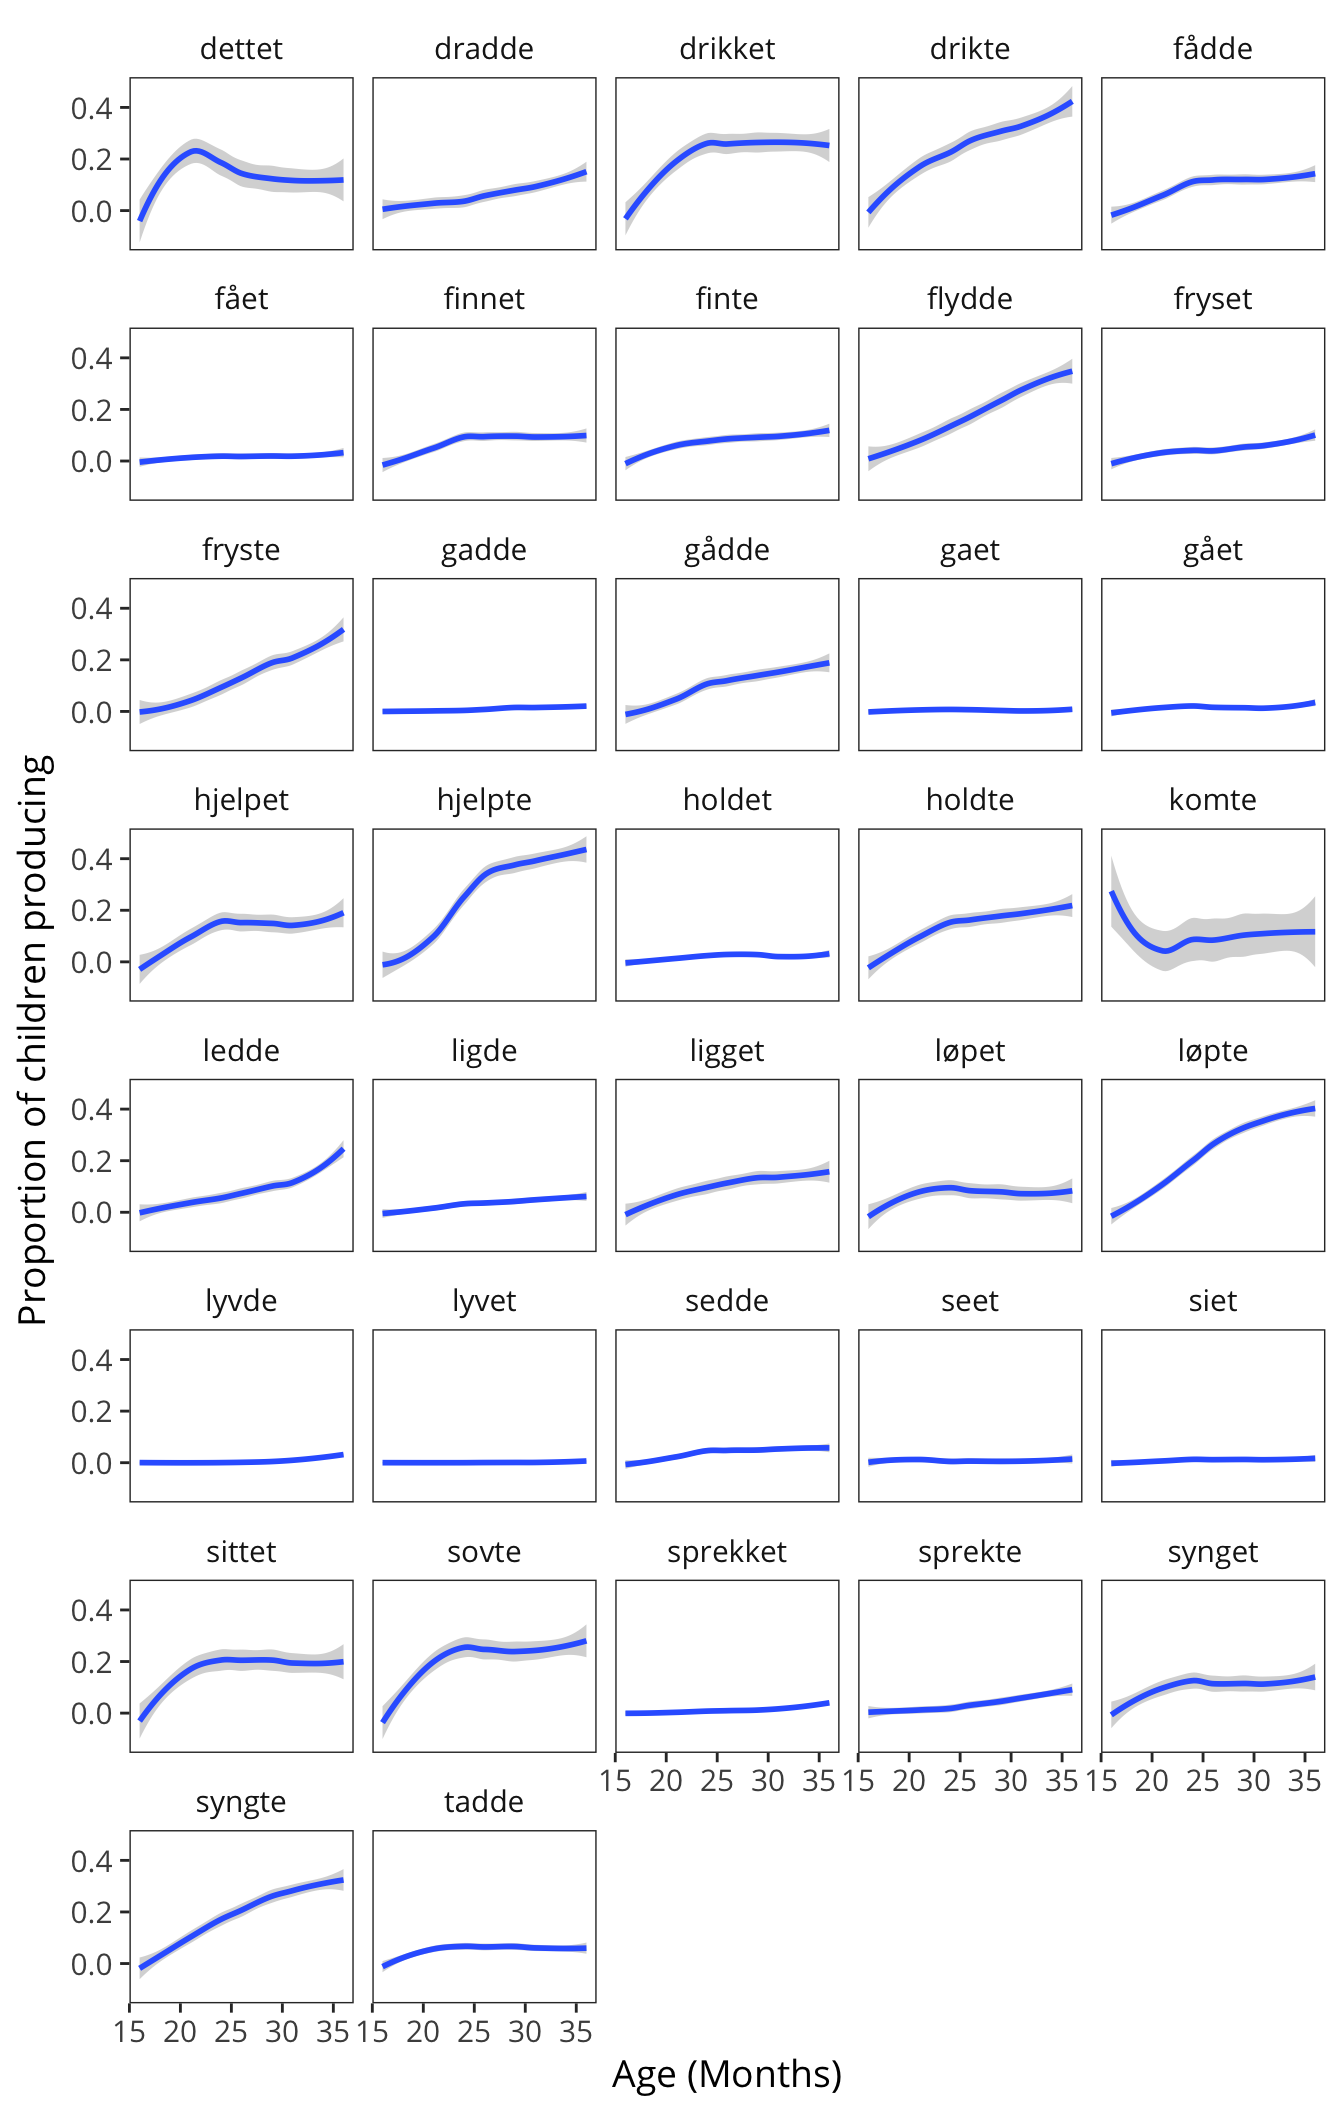 dettet dradde drikket drikte fådde
0.4
0.2
0.0
fået finnet finte flydde fryset
0.4
0.2
0.0
fryste gadde gådde gaet gået
0.4
0.2
0.0
hjelpet hjelpte holdet holdte komte
0.4
0.2
0.0
ledde ligde ligget løpet løpte
0.4
0.2
0.0
lyvde lyvet sedde seet siet
0.4
0.2
0.0
sittet sovte sprekket sprekte synget
0.4
0.2
0.0
15 20 25 30 35 15 20 25 30 35 15 20 25 30 35
syngte tadde
0.4
0.2
0.0
15 20 25 30 35 15 20 25 30 35
Age (Months)
Proportion of children producing